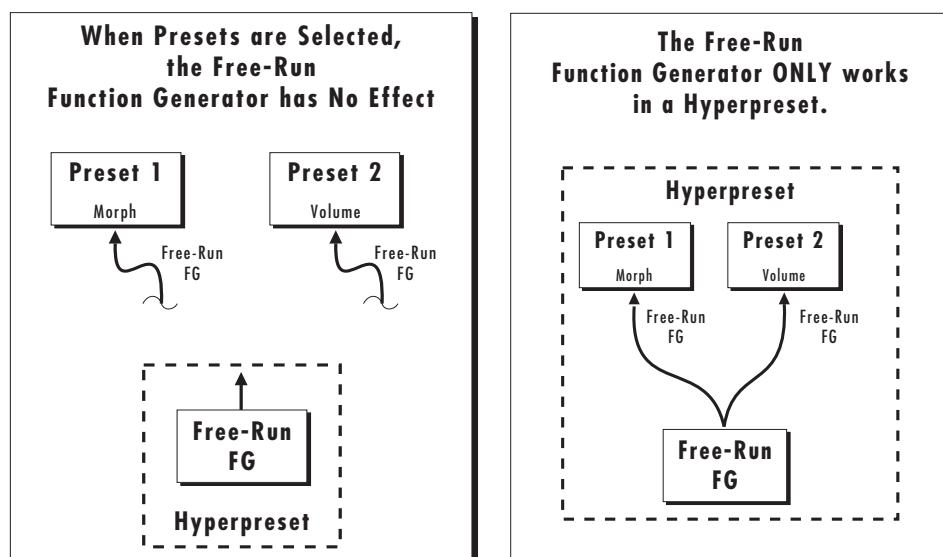 When Presets are Selected,
the Free-Run
Function Generator has No Effect
Preset 1
Morph
Preset 2
Volume
Free-Run
FG
Free-Run
FG
Free-Run
FG
Hyperpreset
The Free-Run
Function Generator ONLY works
in a Hyperpreset.
Hyperpreset
Preset 1
Morph
Preset 2
Volume
Free-Run
FG
Free-Run
FG
Free-Run
FG